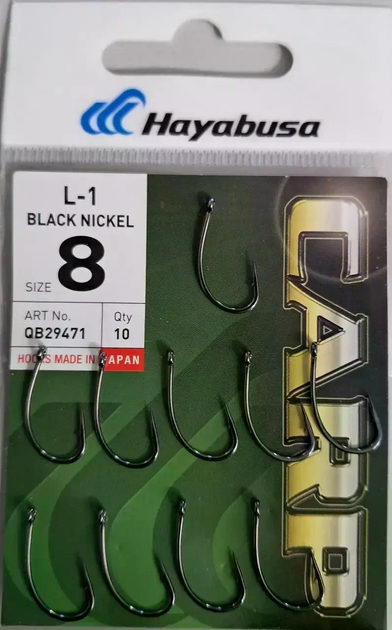 Hayabusa
L-1
BLACK NICKEL
SIZE 8
ART No. Qty
QB29471 10
HOOKS MADE IN JAPAN
CARP